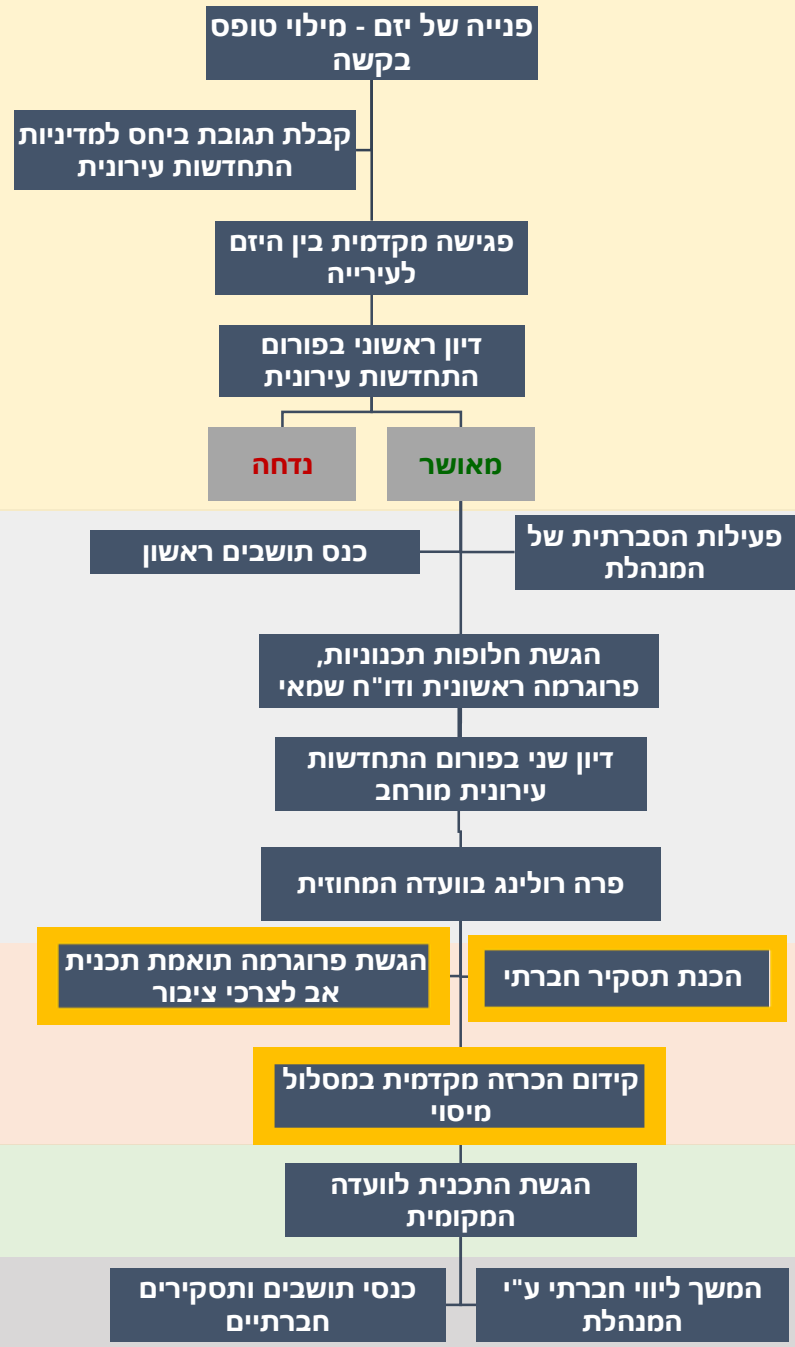 פנייה של יזם - מילוי טופס
בקשה
קבלת תגובת ביחס למדיניות
התחדשות עירונית
פגישה מקדמית בין היזם
לעירייה
דיון ראשוני בפורום
התחדשות עירונית
מאושר
נדחה
פעילות הסברתית של
המנהלת
כנס תושבים ראשון
הגשת חלופות תכנוניות,
פרוגרמה ראשונית ודו"ח שמאי
דיון שני בפורום התחדשות
עירונית מורחב
פרה רולינג בוועדה המחוזית
הכנת תסקיר חברתי
הגשת פרוגרמה תואמת תכנית
אב לצרכי ציבור
קידום הכרזה מקדמית במסלול
מיסוי
הגשת התכנית לוועדה
המקומית
המשך ליווי חברתי ע"י
המנהלת
כנסי תושבים ותסקירים
חברתיים